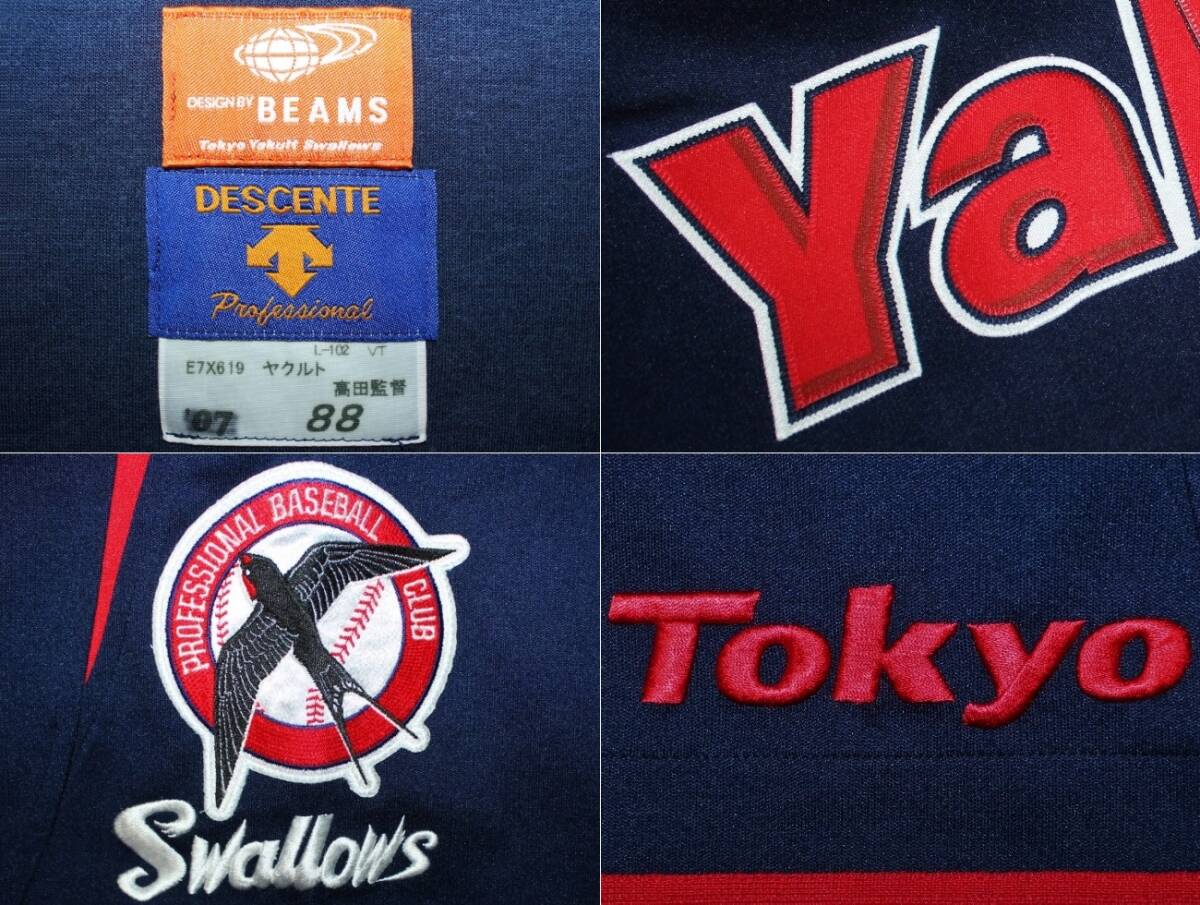 DESIGN BY BEAMS
Tokyo Yakult Swallows
DESCENTE
Professional
L-102 VT
E7X619 ヤクルト
高田監督
'07 88
Ya
PROFESSIONAL BASEBALL CLUB
Swallows
Tokyo